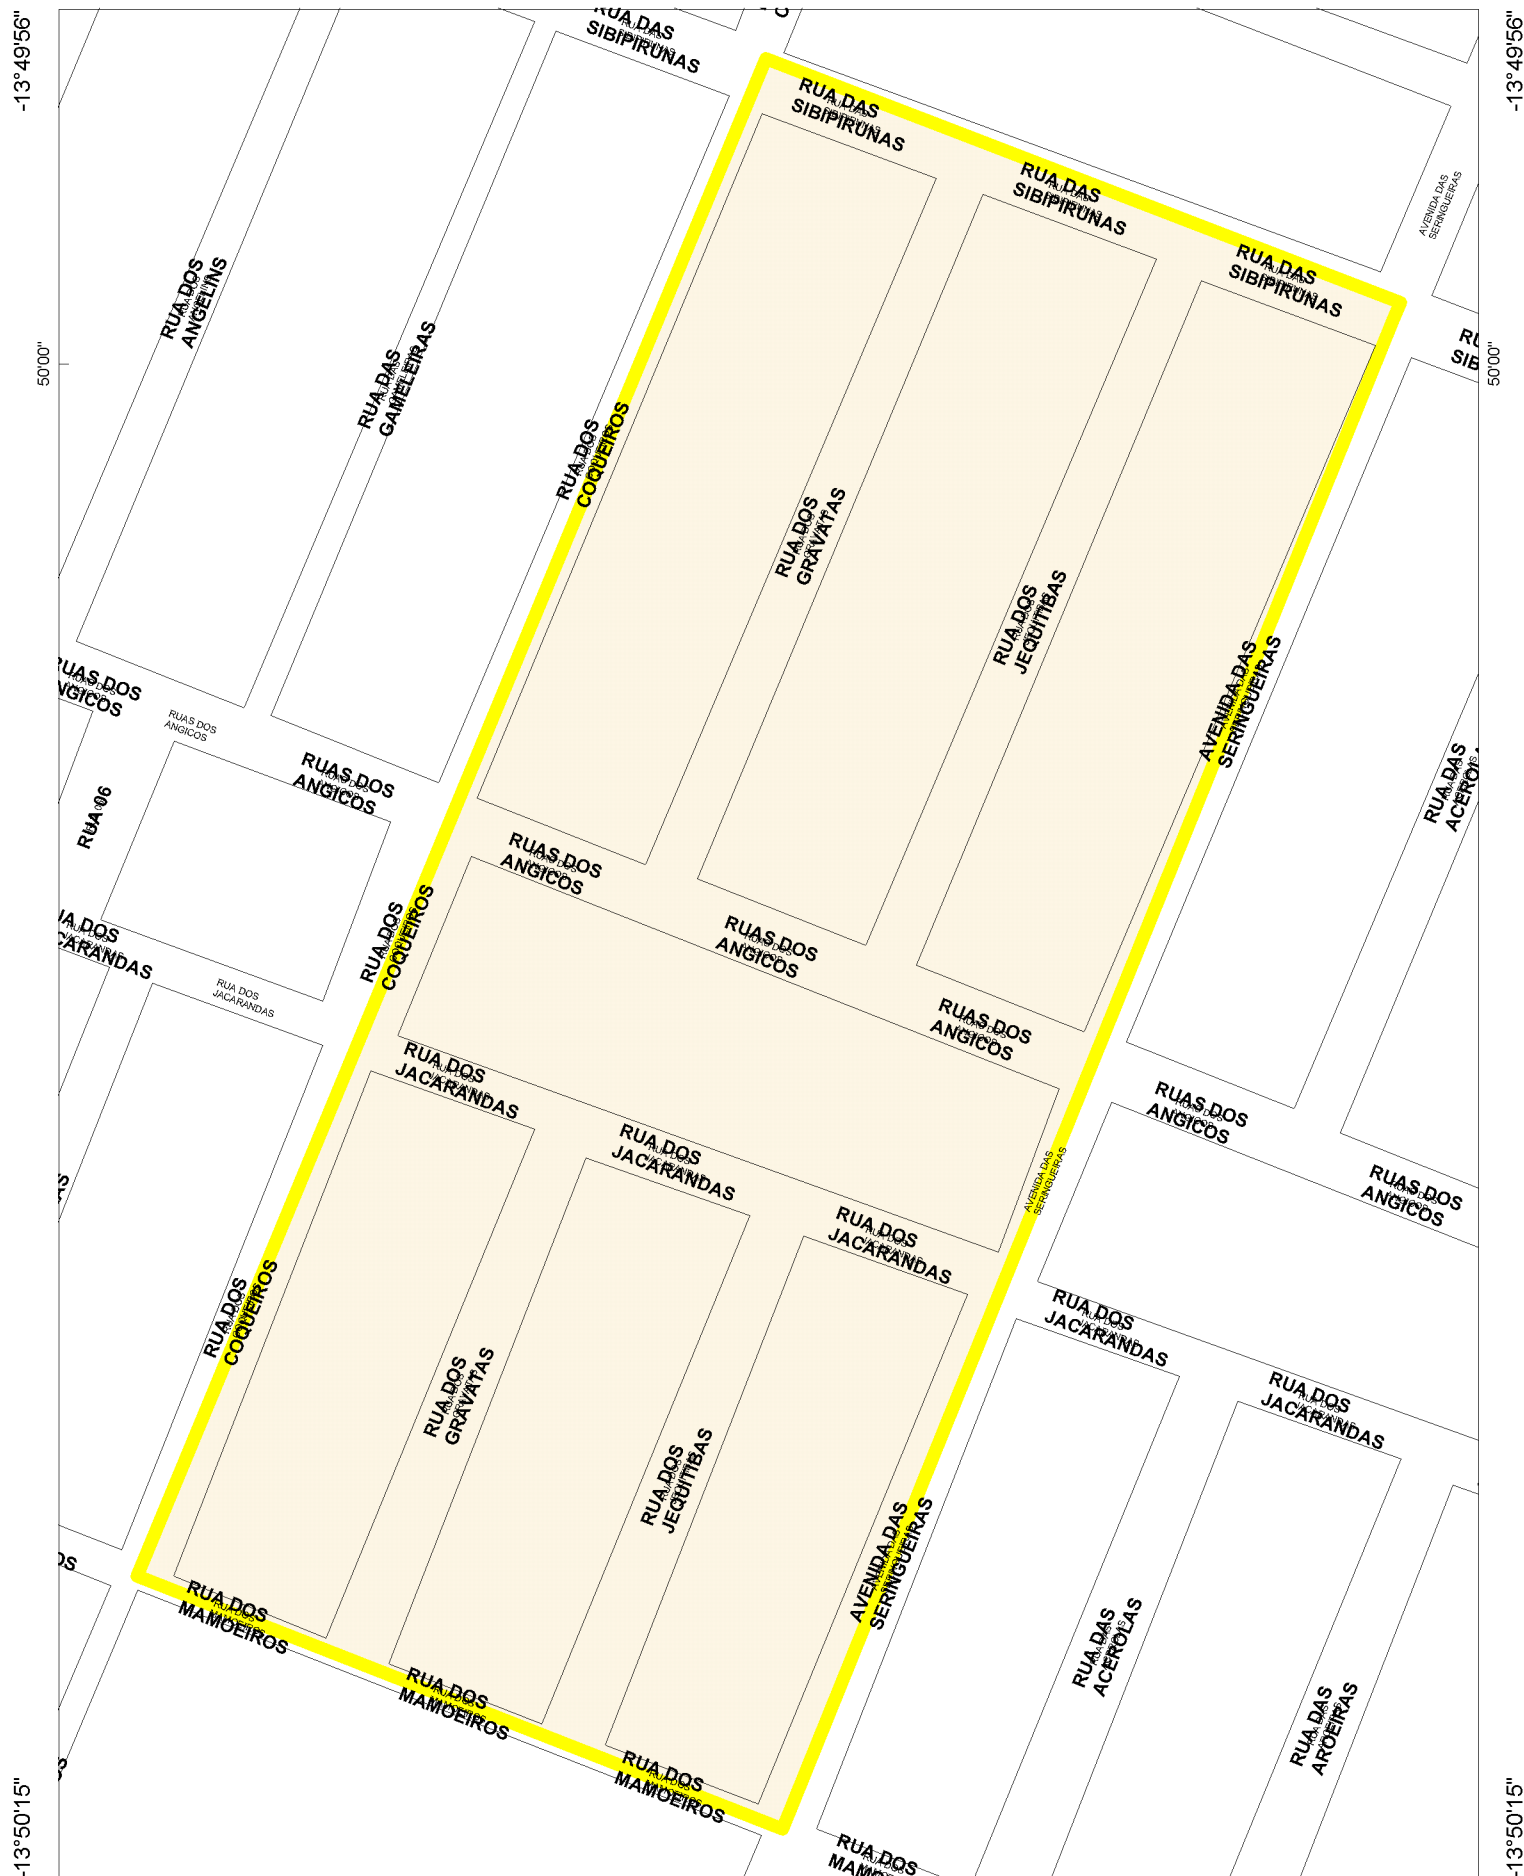 -13°49'56"
-13°49'56"
RUA DAS
SIBIPIRUNAS
RUA DAS
SIBIPIRUNAS
RUA DAS
SIBIPIRUNAS
RUA DAS
SIBIPIRUNAS
AVENIDA DAS
SERINGUEIRAS
RUA DOS
ANGELINS
RUA DAS
GAMELEIRAS
50'00"
50'00"
RUA DOS
COQUEIROS
RUA DOS
GRAVATAS
RUA DOS
JEQUITIBAS
AVENIDA DAS
SERINGUEIRAS
RUAS DOS
ANGICOS
RUAS DOS
ANGICOS
RUA 06
RUA DAS
RUAS DOS
ANGICOS
RUAS DOS
ANGICOS
RUAS DOS
ANGICOS
RUA DOS
COQUEIROS
RUA DOS
JACARANDAS
RUAS DOS
ANGICOS
RUA DOS
JACARANDAS
RUAS DOS
ANGICOS
RUAS DOS
ANGICOS
RUA DOS
JACARANDAS
AVENIDA DAS
SERINGUEIRAS
RUA DOS
JACARANDAS
RUA DOS
JACARANDAS
RUA DOS
COQUEIROS
RUA DOS
JACARANDAS
RUA DOS
GRAVATAS
RUA DOS
JEQUITIBAS
AVENIDA DAS
SERINGUEIRAS
RUA DOS
MAMOEIROS
RUA DOS
MAMOEIROS
RUA DOS
MAMOEIROS
RUA DAS
ACEROLAS
RUA DAS
AROEIRAS
RUA DOS
-13°50'15"
-13°50'15"